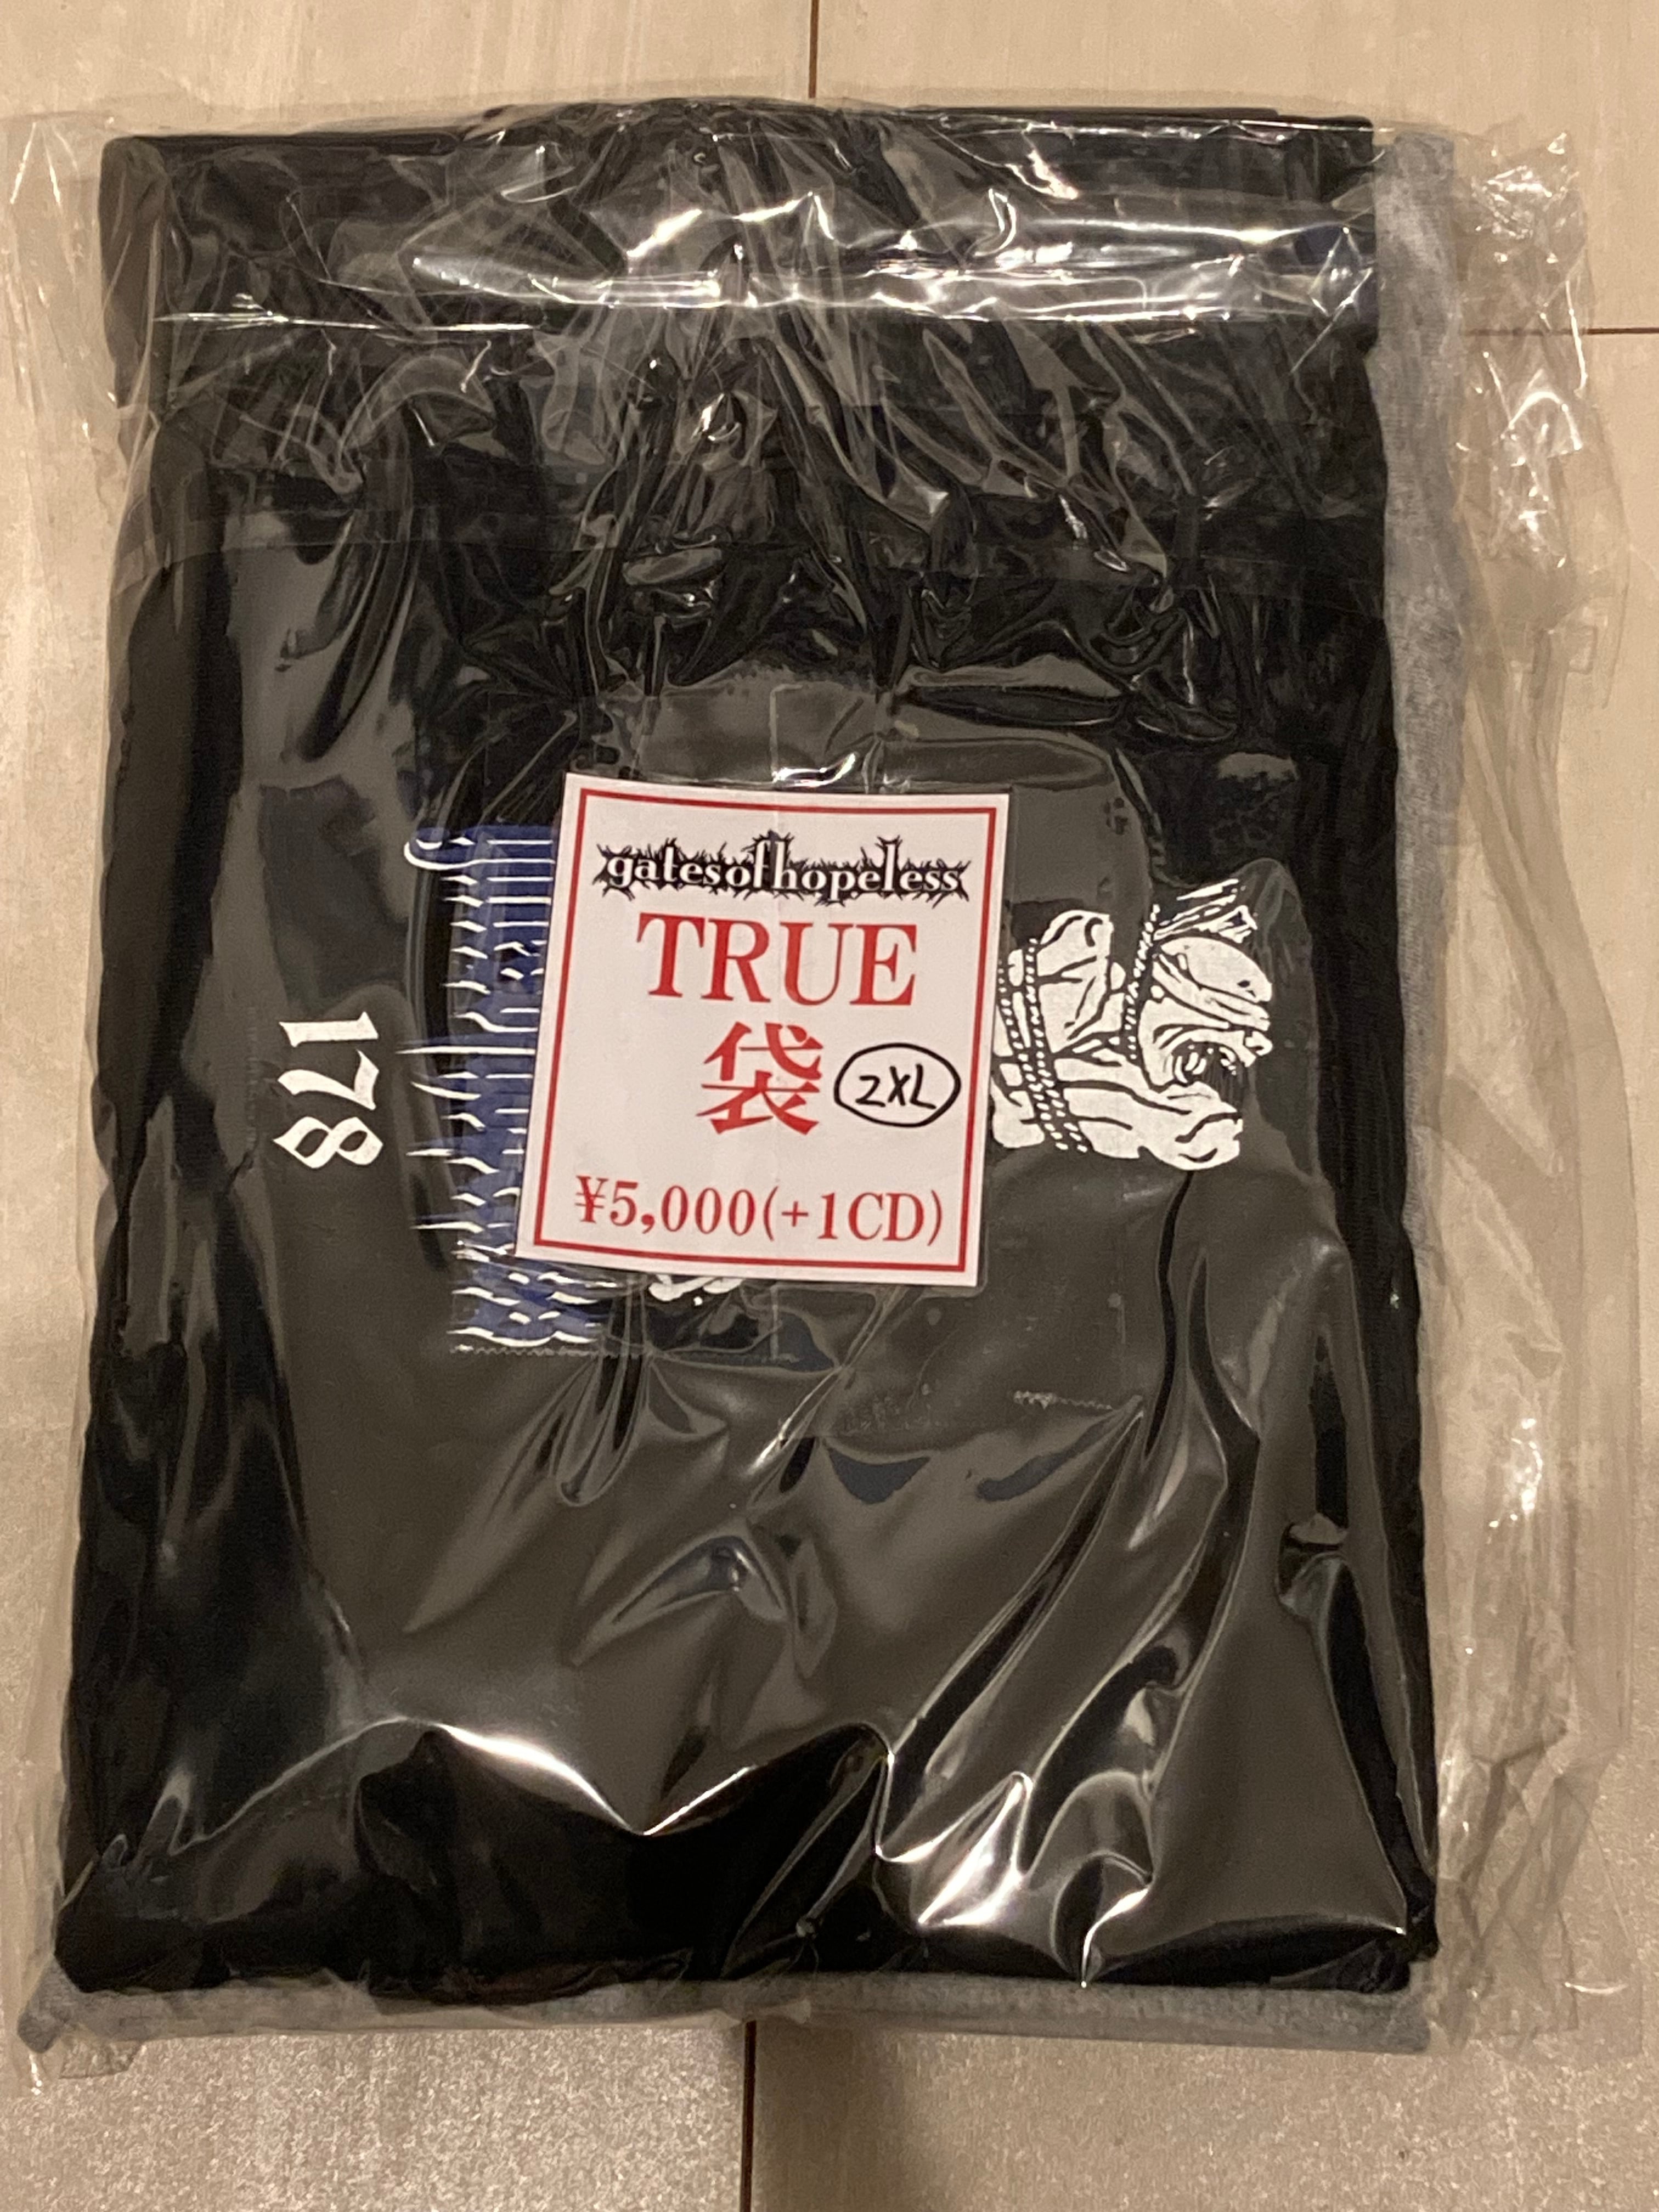 gatesofhopeless
TRUE
袋 2XL
¥5,000(+1CD)
178